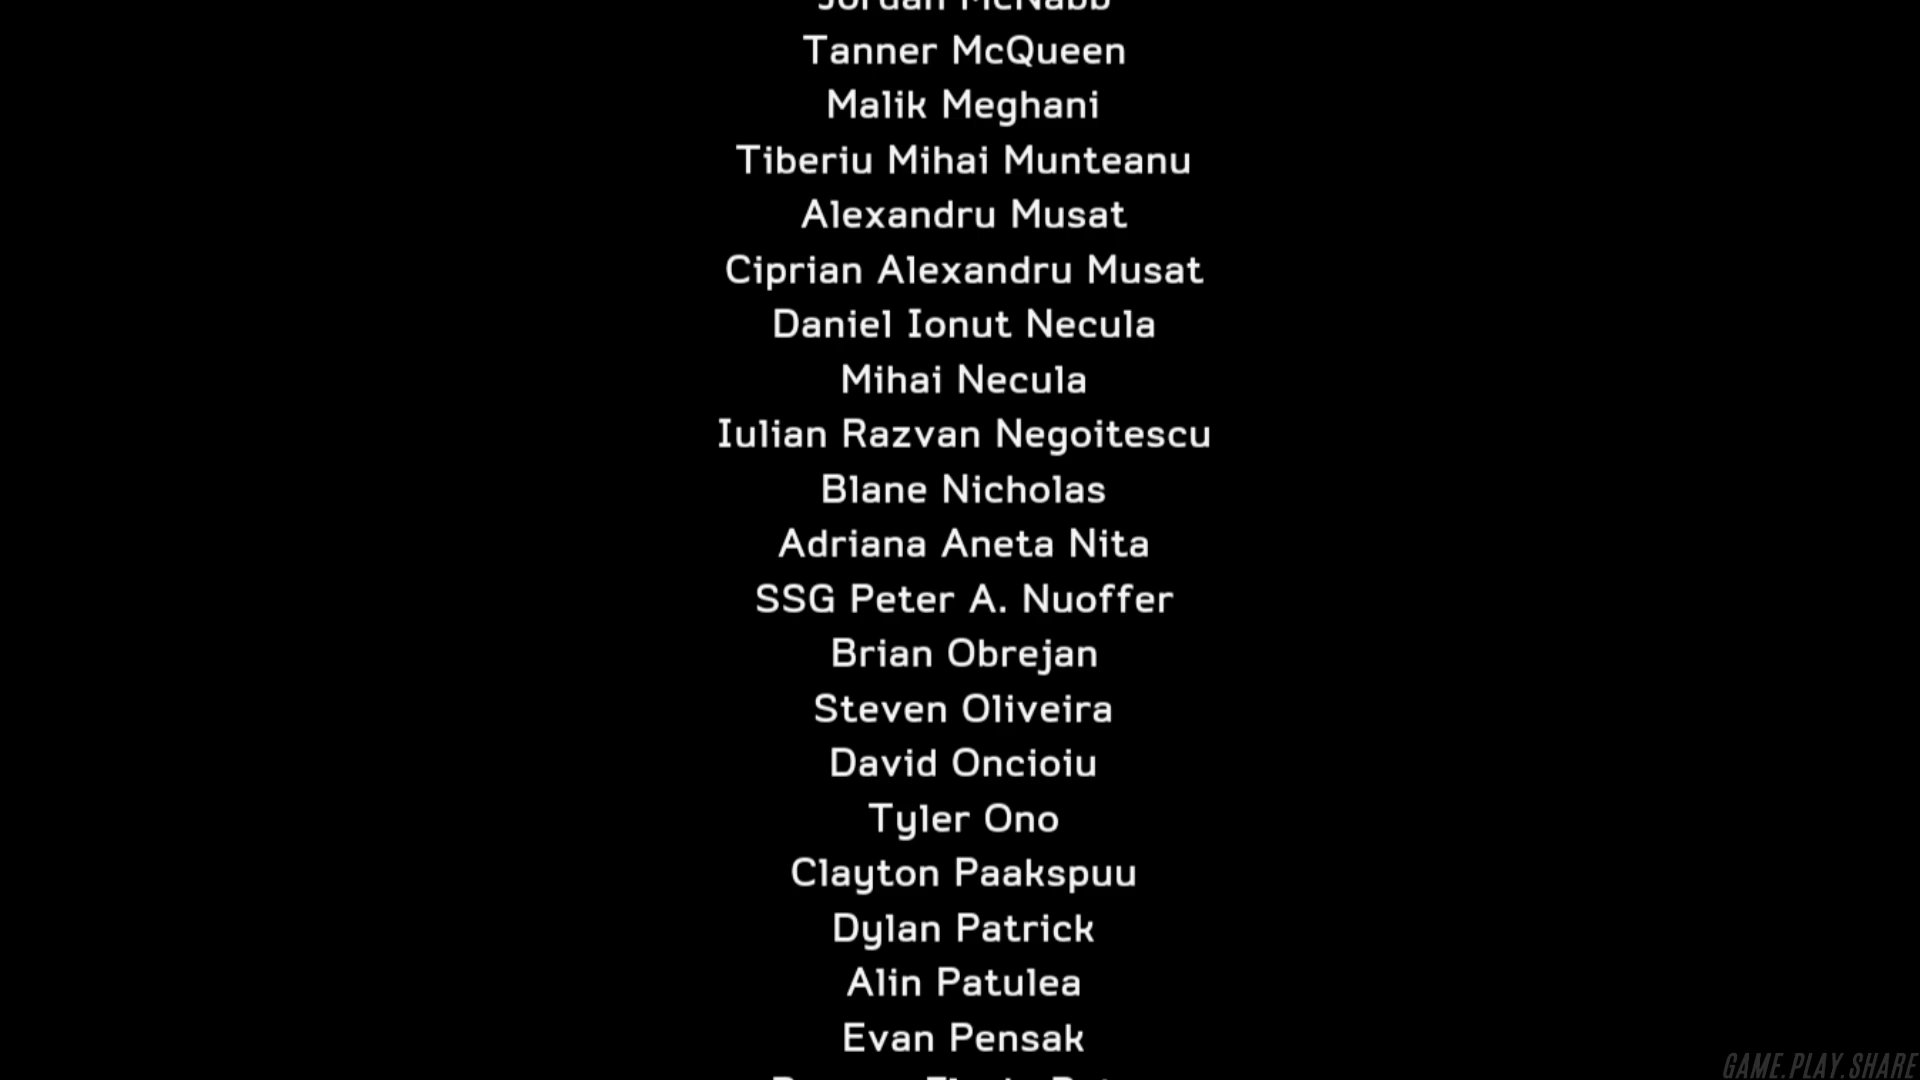 Jordan McNabb
Tanner McQueen
Malik Meghani
Tiberiu Mihai Munteanu
Alexandru Musat
Ciprian Alexandru Musat
Daniel Ionut Necula
Mihai Necula
Iulian Razvan Negoitescu
Blane Nicholas
Adriana Aneta Nita
SSG Peter A. Nuoffer
Brian Obrejan
Steven Oliveira
David Oncioiu
Tyler Ono
Clayton Paakspuu
Dylan Patrick
Alin Patulea
Evan Pensak
GAME.PLAY.SHARE